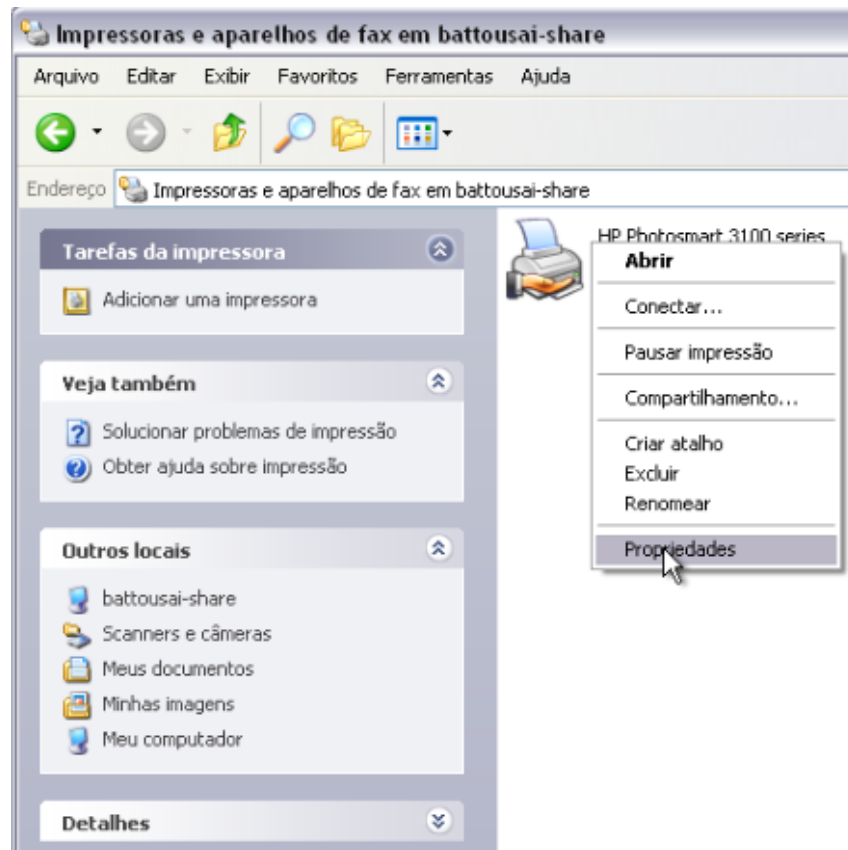 Impressoras e aparelhos de fax em battousai-share
Arquivo Editar Exibir Favoritos Ferramentas Ajuda
Endereço Impressoras e aparelhos de fax em battousai-share
Tarefas da impressora
Adicionar uma impressora
Veja também
Solucionar problemas de impressão
Obter ajuda sobre impressão
Outros locais
battousai-share
Scanners e câmeras
Meus documentos
Minhas imagens
Meu computador
Detalhes
HP Photosmart 3100 series
Abrir
Conectar...
Pausar impressão
Compartilhamento...
Criar atalho
Excluir
Renomear
Propriedades